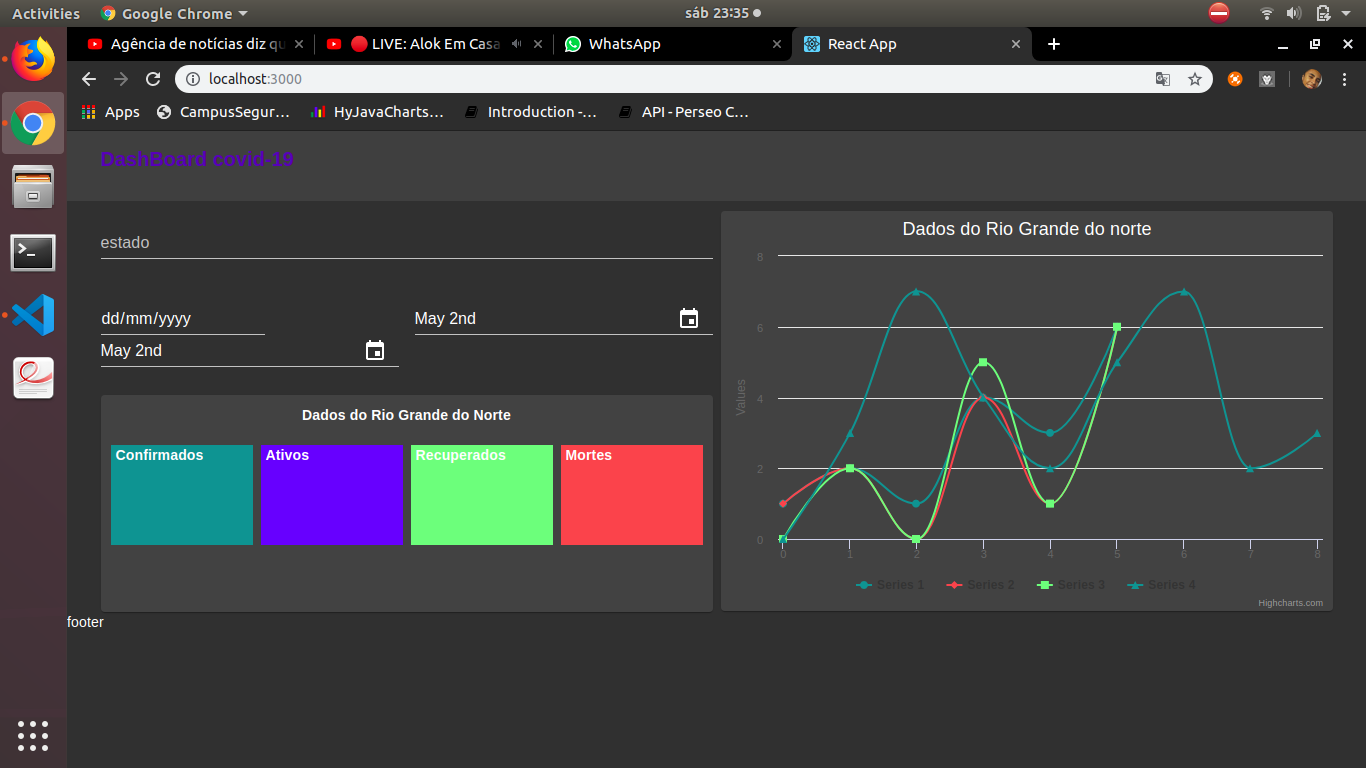 Activities Google Chrome sáb 23:35
Agência de notícias diz qu LIVE: Alok Em Casa WhatsApp React App
localhost:3000
Apps CampusSegur… HyJavaCharts… Introduction -… API - Perseo C…
DashBoard covid-19
estado
dd/mm/yyyy May 2nd
May 2nd
Dados do Rio Grande do Norte
Confirmados Ativos Recuperados Mortes
Dados do Rio Grande do norte
8
6
4
2
0
Values
0 1 2 3 4 5 6 7 8
Series 1 Series 2 Series 3 Series 4
Highcharts.com
footer